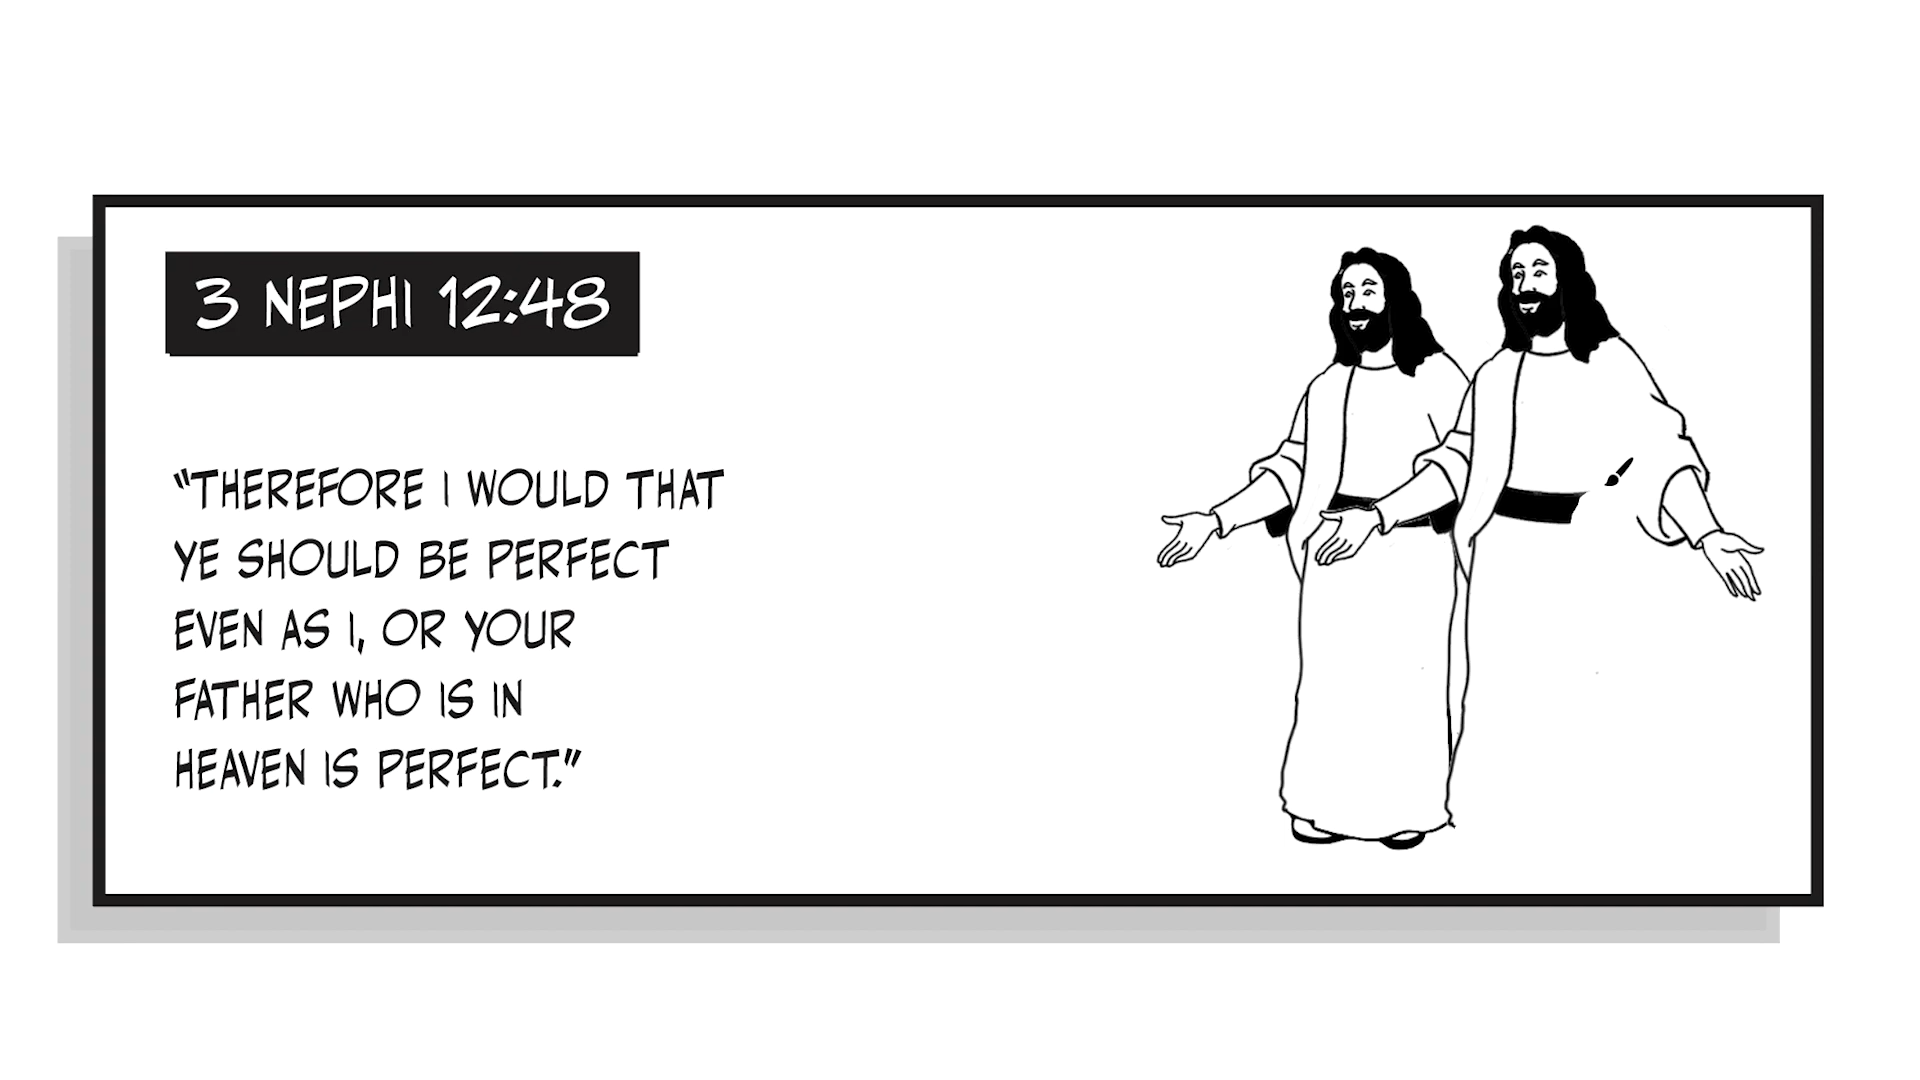 3 NEPHI 12:48
“THEREFORE I WOULD THAT
YE SHOULD BE PERFECT
EVEN AS I, OR YOUR
FATHER WHO IS IN
HEAVEN IS PERFECT.”